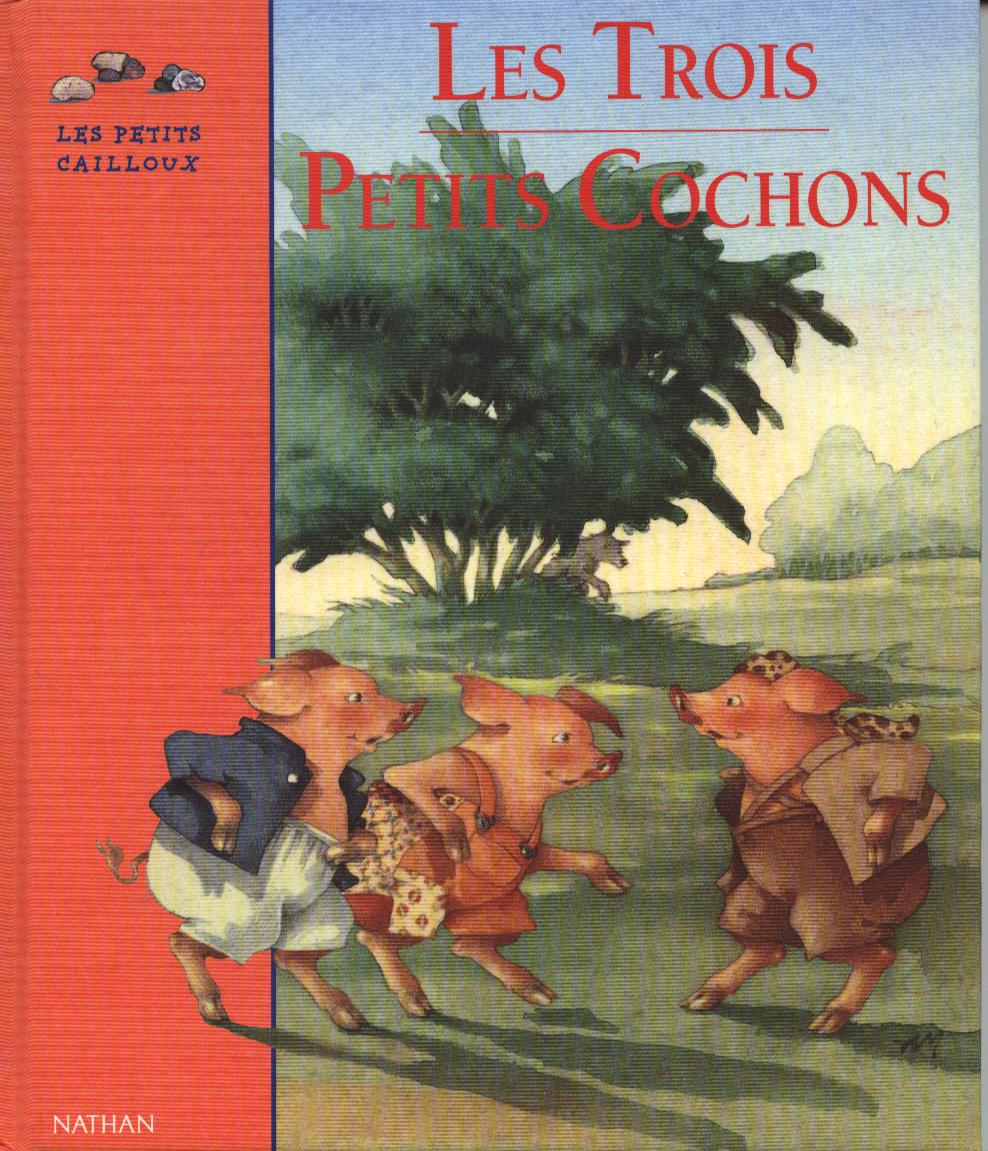 LES TROIS
PETITS COCHONS
LES PETITS
CAILLOUX
NATHAN